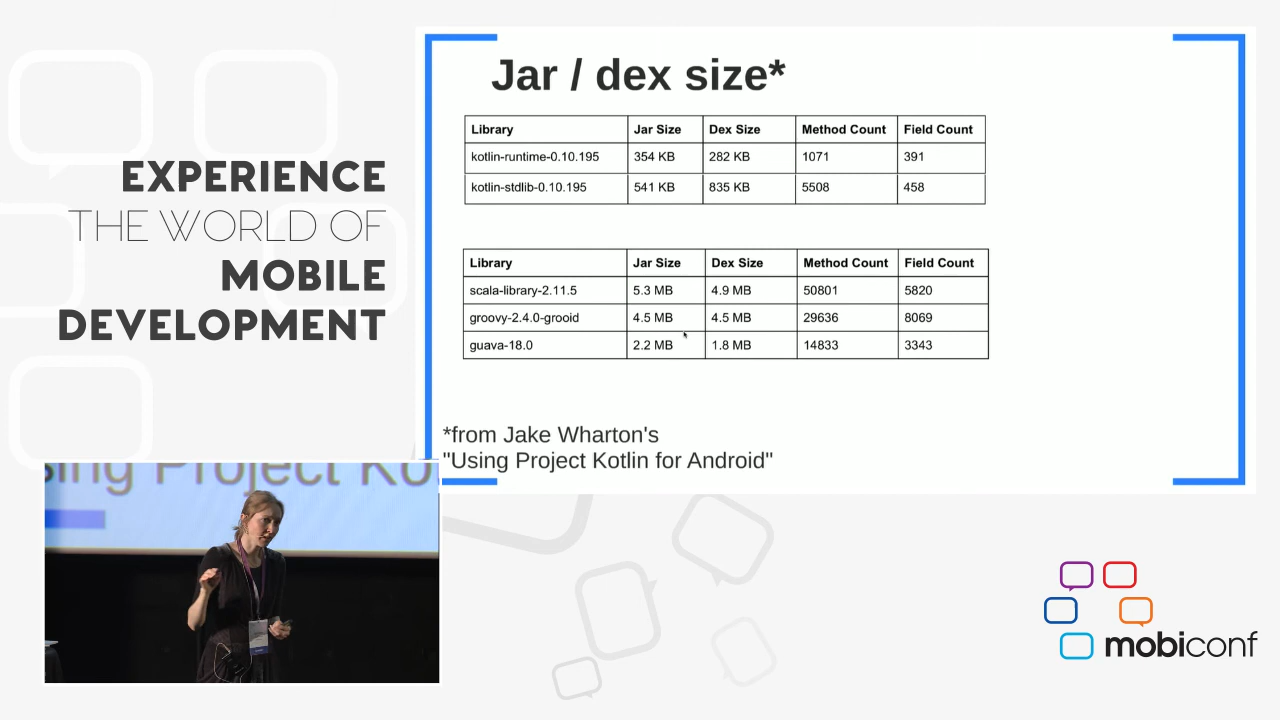 EXPERIENCE
THE WORLD OF
MOBILE
DEVELOPMENT
Jar / dex size*
Library Jar Size Dex Size Method Count Field Count
kotlin-runtime-0.10.195 354 KB 282 KB 1071 391
kotlin-stdlib-0.10.195 541 KB 835 KB 5508 458
Library Jar Size Dex Size Method Count Field Count
scala-library-2.11.5 5.3 MB 4.9 MB 50801 5820
groovy-2.4.0-grooid 4.5 MB 4.5 MB 29636 8069
guava-18.0 2.2 MB 1.8 MB 14833 3343
*from Jake Wharton's
"Using Project Kotlin for Android"
sing Project Ko
mobiconf